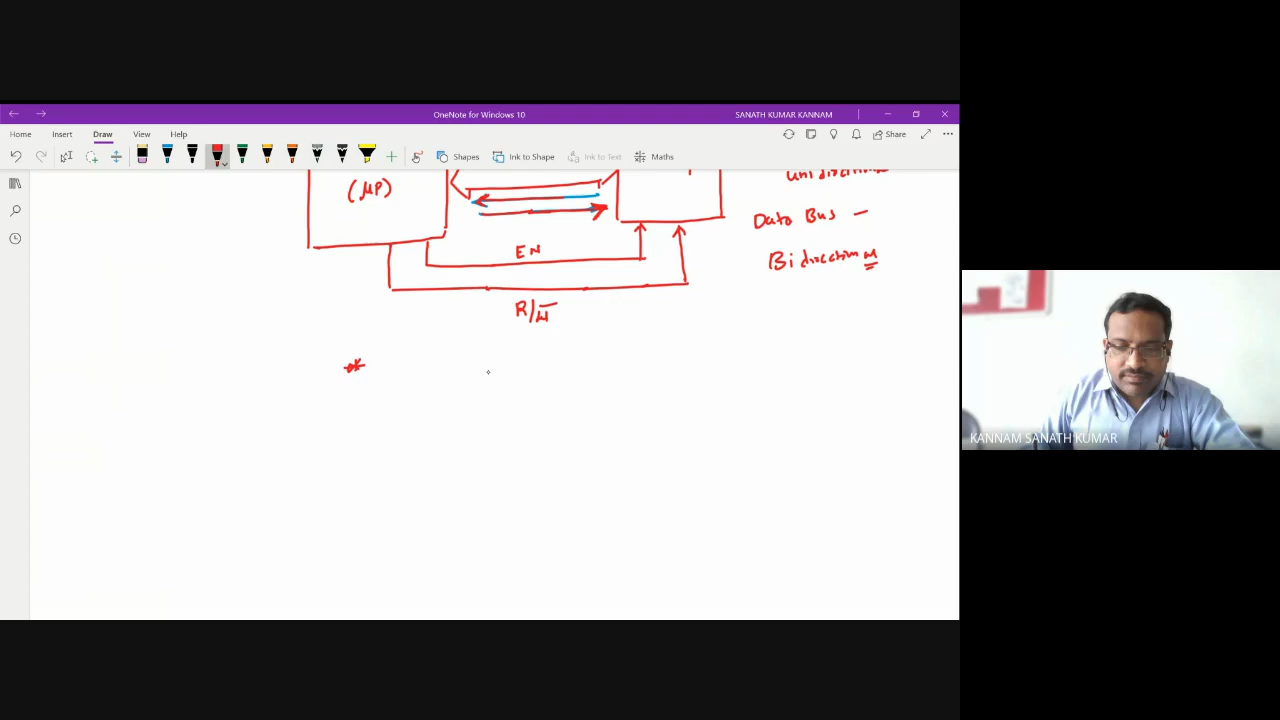 OneNote for Windows 10
SANATH KUMAR KANNAM
Home Insert Draw View Help
Share
Shapes Ink to Shape Ink to Text Maths
(μP)
Data Bus —
EN
Bidirectional
R/W̅
*
KANNAM SANATH KUMAR